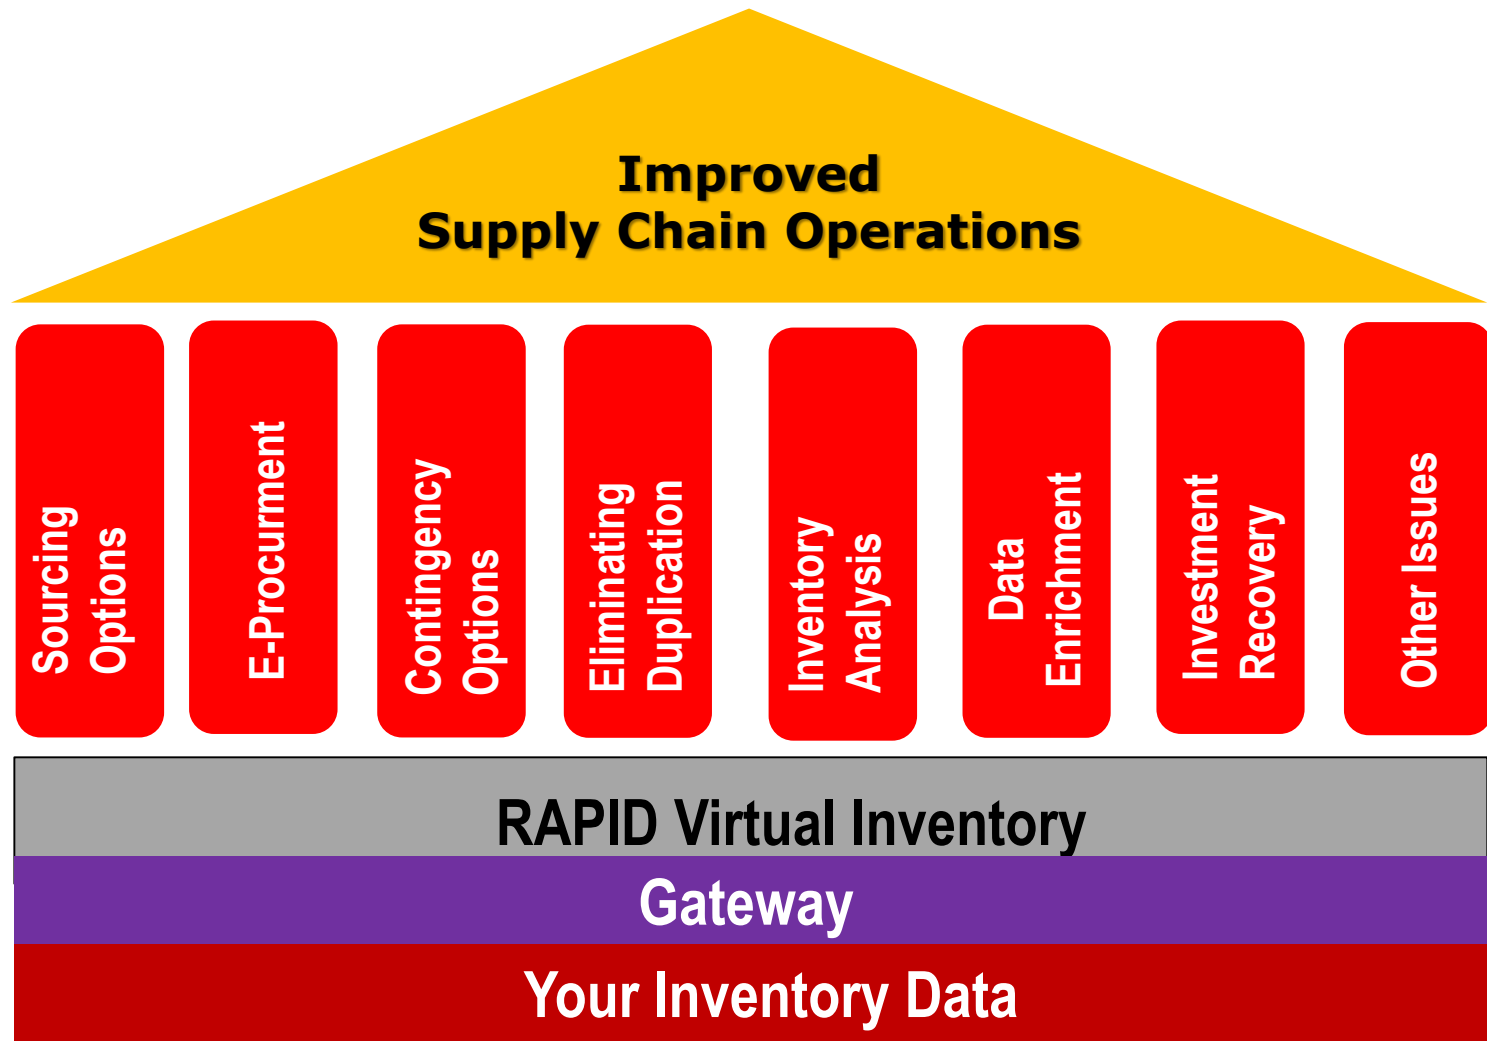 Improved
Supply Chain Operations
Sourcing
Options
E-Procurment
Contingency
Options
Eliminating
Duplication
Inventory
Analysis
Data
Enrichment
Investment
Recovery
Other Issues
RAPID Virtual Inventory
Gateway
Your Inventory Data